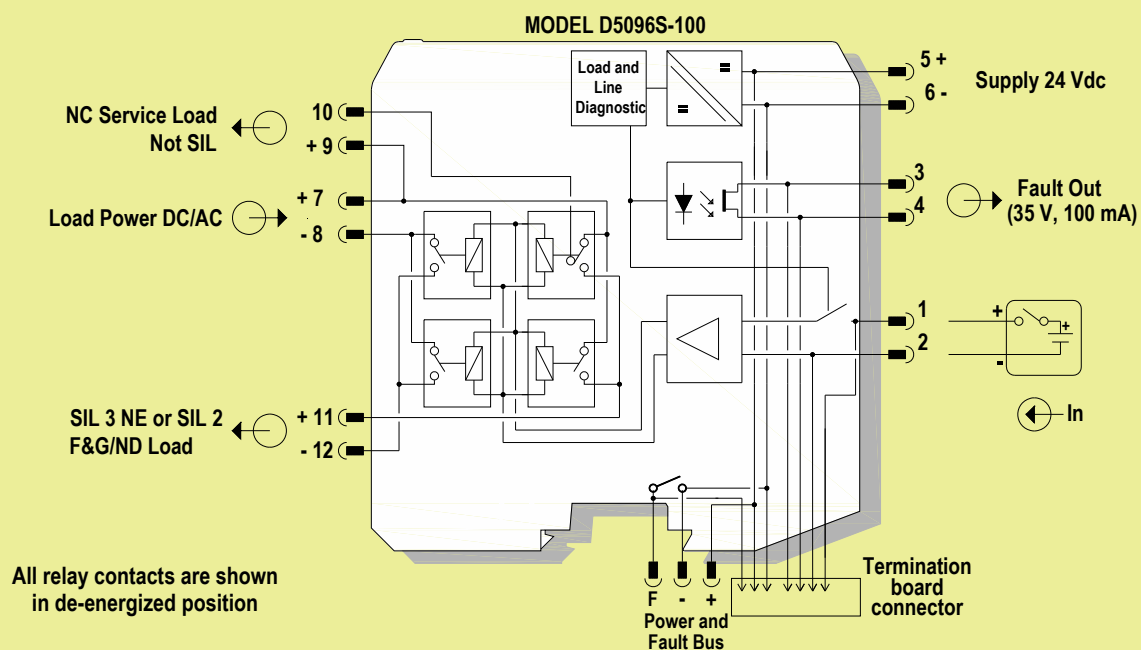 MODEL D5096S-100
Load and
Line
Diagnostic
=
=
5 +
6 -
Supply 24 Vdc
NC Service Load
Not SIL
10
+ 9
Load Power DC/AC
+ 7
- 8
3
4
Fault Out
(35 V, 100 mA)
1
2
+
-
+
In
SIL 3 NE or SIL 2
F&G/ND Load
+ 11
- 12
All relay contacts are shown
in de-energized position
F - +
Power and
Fault Bus
Termination
board
connector